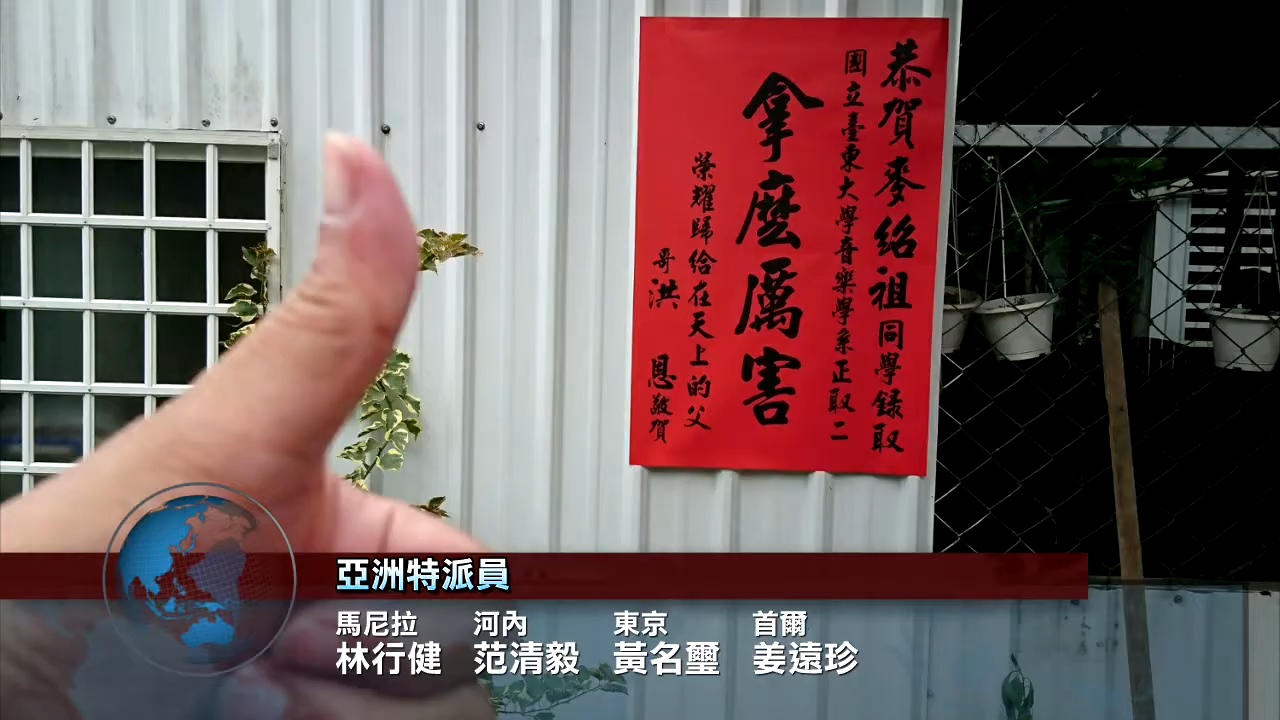 恭賀麥紹祖同學錄取
國立臺東大學音樂學系正取二
拿麼厲害
榮耀歸給在天上的父
哥洪 恩敬賀
亞洲特派員
馬尼拉 河內 東京 首爾
林行健 范清毅 黃名璽 姜遠珍